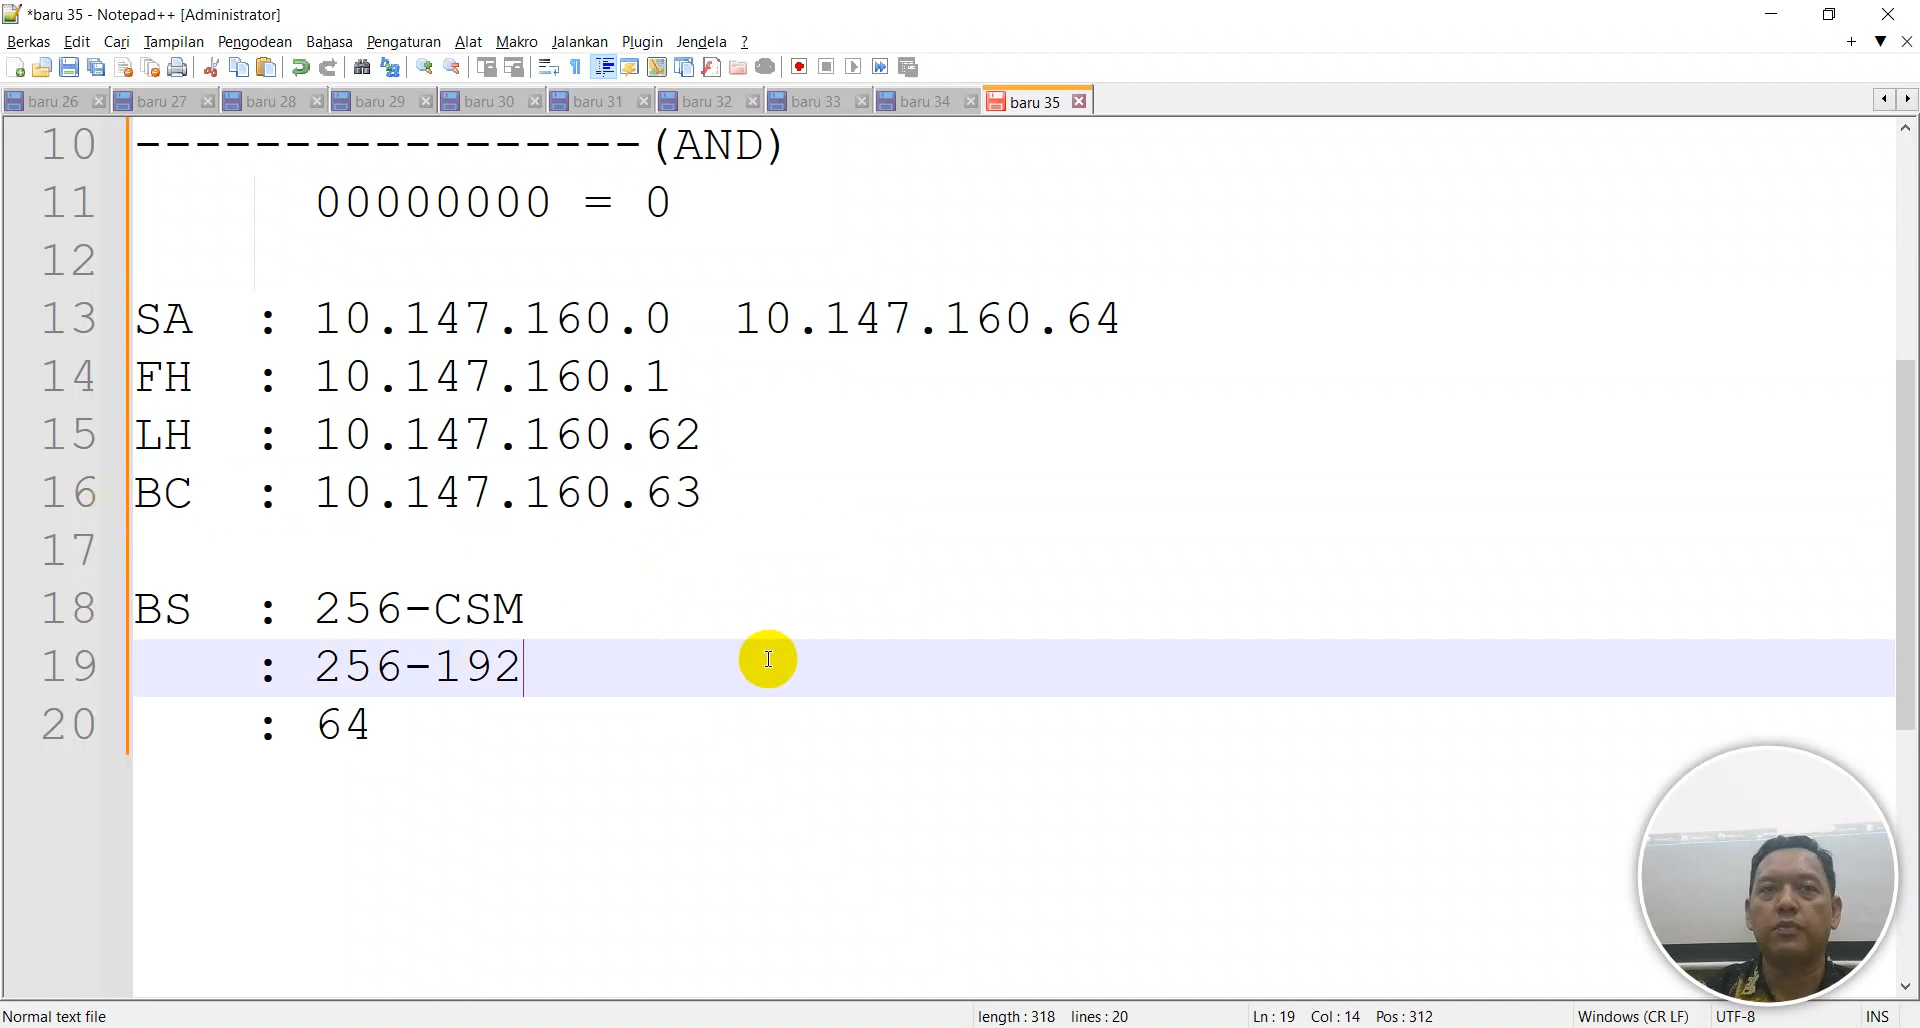 *baru 35 - Notepad++ [Administrator]
Berkas Edit Cari Tampilan Pengodean Bahasa Pengaturan Alat Makro Jalankan Plugin Jendela ?
baru 26 baru 27 baru 28 baru 29 baru 30 baru 31 baru 32 baru 33 baru 34 baru 35
10 -----------------(AND)
11 00000000 = 0
12
13 SA : 10.147.160.0 10.147.160.64
14 FH : 10.147.160.1
15 LH : 10.147.160.62
16 BC : 10.147.160.63
17
18 BS : 256-CSM
19 : 256-192
20 : 64
Normal text file length : 318 lines : 20 Ln : 19 Col : 14 Pos : 312 Windows (CR LF) UTF-8 INS